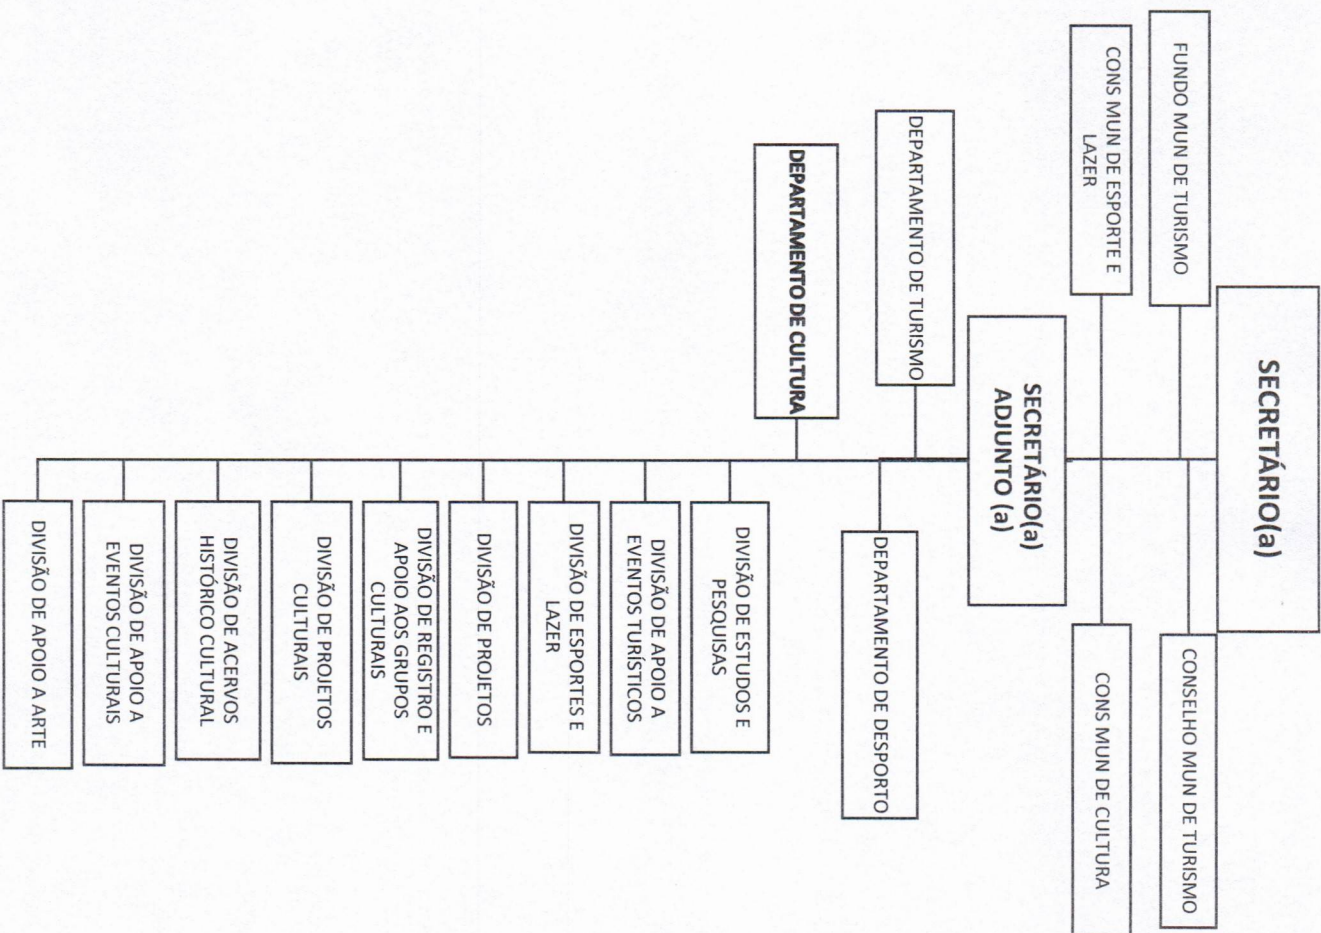 SECRETÁRIO(a)
FUNDO MUN DE TURISMO
CONSELHO MUN DE TURISMO
CONS MUN DE ESPORTE E
LAZER
CONS MUN DE CULTURA
SECRETÁRIO(a)
ADJUNTO (a)
DEPARTAMENTO DE TURISMO
DEPARTAMENTO DE DESPORTO
DEPARTAMENTO DE CULTURA
DIVISÃO DE ESTUDOS E
PESQUISAS
DIVISÃO DE APOIO A
EVENTOS TURÍSTICOS
DIVISÃO DE ESPORTES E
LAZER
DIVISÃO DE PROJETOS
DIVISÃO DE REGISTRO E
APOIO AOS GRUPOS
CULTURAIS
DIVISÃO DE PROJETOS
CULTURAIS
DIVISÃO DE ACERVOS
HISTÓRICO CULTURAL
DIVISÃO DE APOIO A
EVENTOS CULTURAIS
DIVISÃO DE APOIO A ARTE